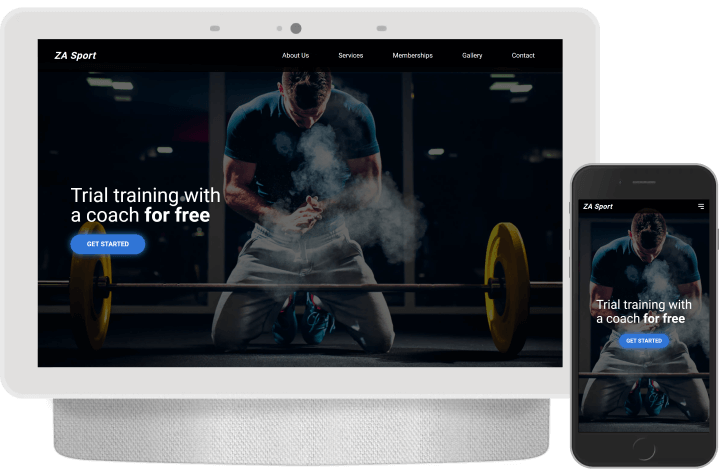 ZA Sport
About Us Services Memberships Gallery Contact
Trial training with
a coach for free
GET STARTED
ZA Sport
Trial training with
a coach for free
GET STARTED